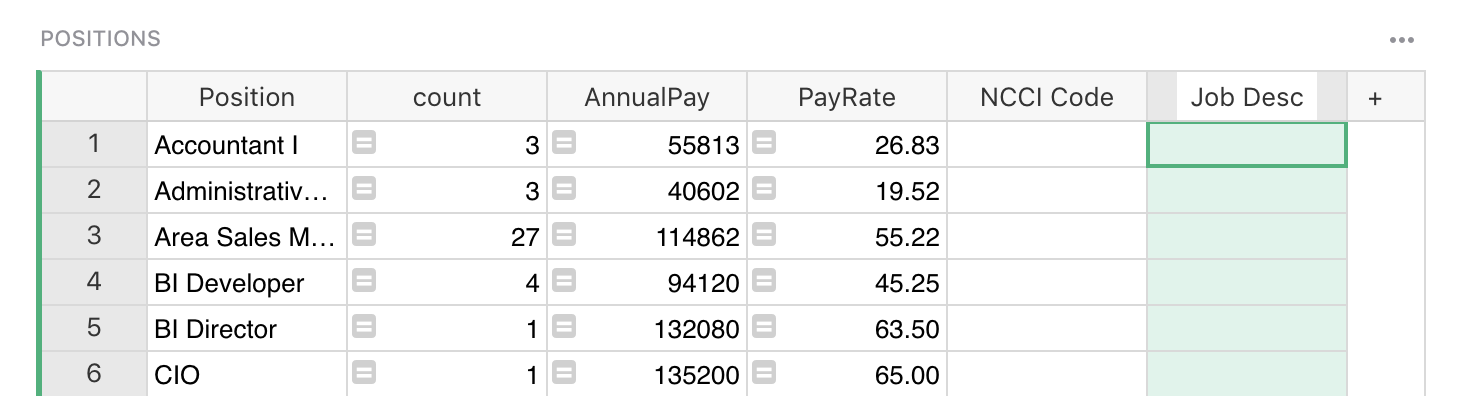 POSITIONS •••
Position count AnnualPay PayRate NCCI Code Job Desc +
1 Accountant I = 3 = 55813 = 26.83
2 Administrativ… = 3 = 40602 = 19.52
3 Area Sales M… = 27 = 114862 = 55.22
4 BI Developer = 4 = 94120 = 45.25
5 BI Director = 1 = 132080 = 63.50
6 CIO = 1 = 135200 = 65.00